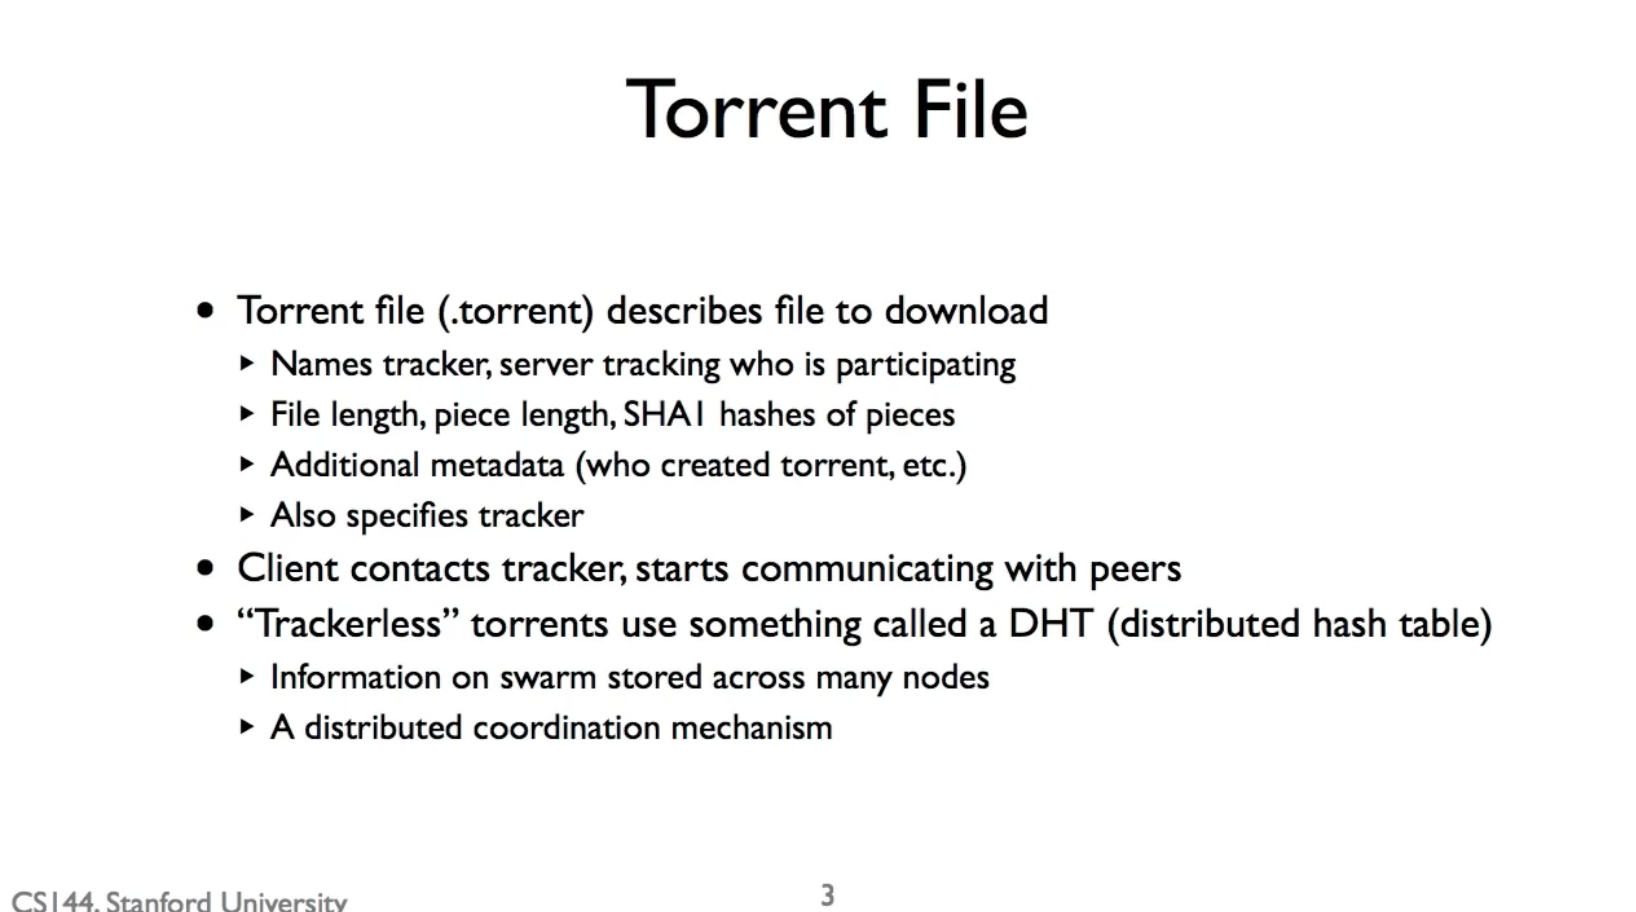 Torrent File
• Torrent file (.torrent) describes file to download
‣ Names tracker, server tracking who is participating
‣ File length, piece length, SHA1 hashes of pieces
‣ Additional metadata (who created torrent, etc.)
‣ Also specifies tracker
• Client contacts tracker, starts communicating with peers
• “Trackerless” torrents use something called a DHT (distributed hash table)
‣ Information on swarm stored across many nodes
‣ A distributed coordination mechanism
CS144, Stanford University
3